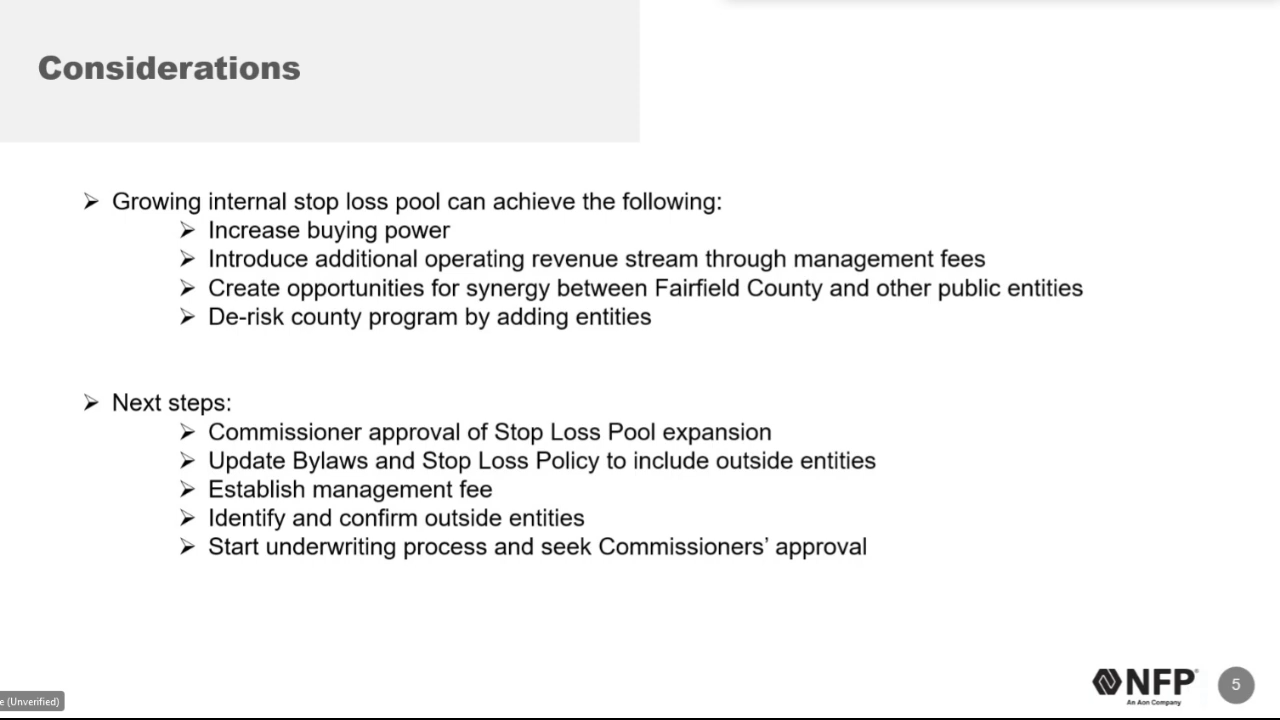 Considerations
Growing internal stop loss pool can achieve the following:
Increase buying power
Introduce additional operating revenue stream through management fees
Create opportunities for synergy between Fairfield County and other public entities
De-risk county program by adding entities
Next steps:
Commissioner approval of Stop Loss Pool expansion
Update Bylaws and Stop Loss Policy to include outside entities
Establish management fee
Identify and confirm outside entities
Start underwriting process and seek Commissioners’ approval
NFP
An Aon Company
5
e (Unverified)